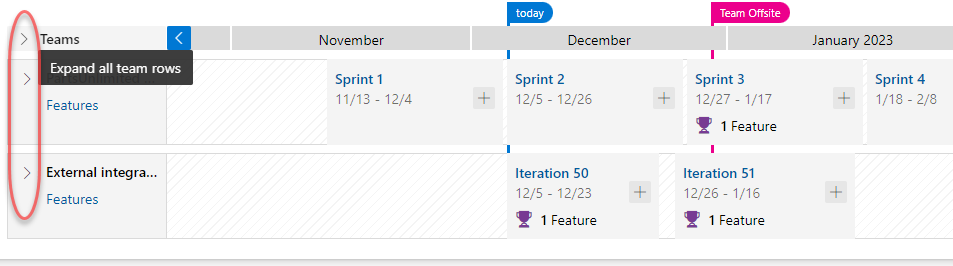 today
Team Offsite
Teams
November
December
January 2023
Expand all team rows
Features
Sprint 1
11/13 - 12/4
Sprint 2
12/5 - 12/26
Sprint 3
12/27 - 1/17
1 Feature
Sprint 4
1/18 - 2/8
External integra...
Features
Iteration 50
12/5 - 12/23
1 Feature
Iteration 51
12/26 - 1/16
1 Feature